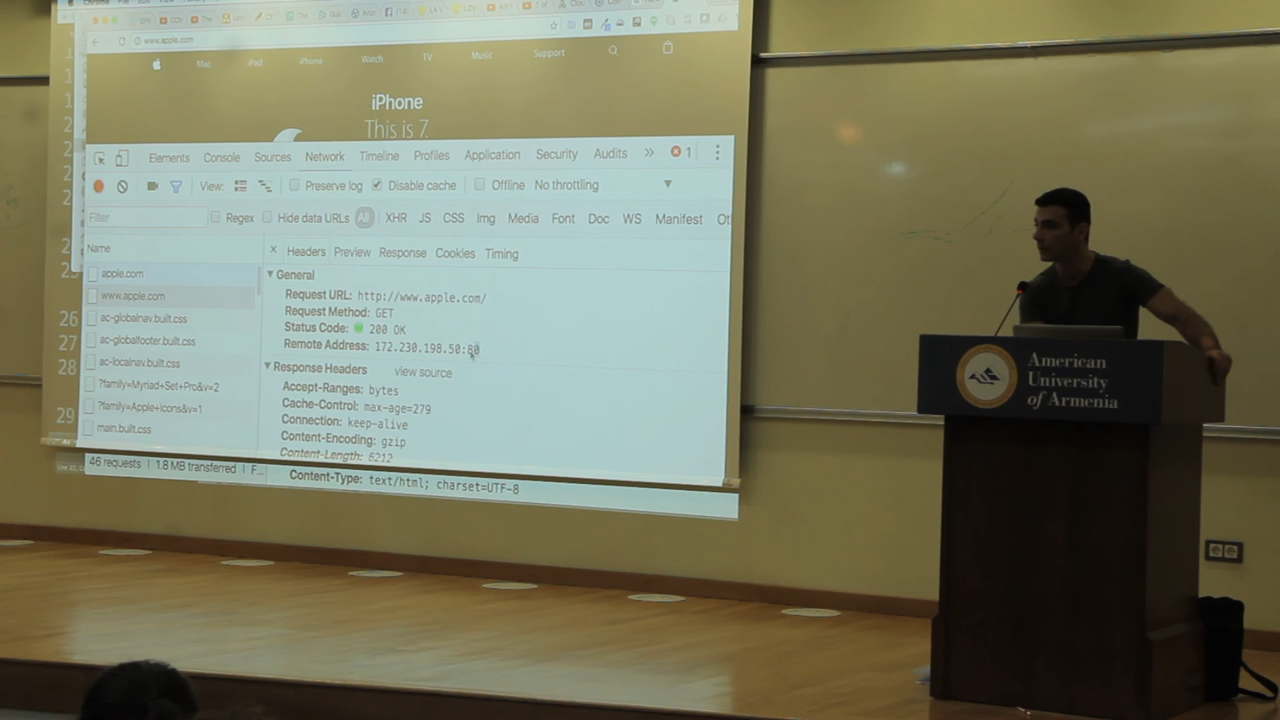 www.apple.com
Mac iPad iPhone Watch TV Music Support
iPhone
This is 7.
Elements Console Sources Network Timeline Profiles Application Security Audits » 1
View: Preserve log Disable cache Offline No throttling
Filter Regex Hide data URLs All XHR JS CSS Img Media Font Doc WS Manifest Ot
Name
× Headers Preview Response Cookies Timing
apple.com
www.apple.com
ac-globalnav.built.css
ac-globalfooter.built.css
ac-localnav.built.css
?family=Myriad+Set+Pro&v=2
?family=Apple+Icons&v=1
main.built.css
46 requests | 1.8 MB transferred | F...
General
Request URL: http://www.apple.com/
Request Method: GET
Status Code: 200 OK
Remote Address: 172.230.198.50:80
Response Headers view source
Accept-Ranges: bytes
Cache-Control: max-age=279
Connection: keep-alive
Content-Encoding: gzip
Content-Length: 6212
Content-Type: text/html; charset=UTF-8
26
27
28
29
American
University
of Armenia